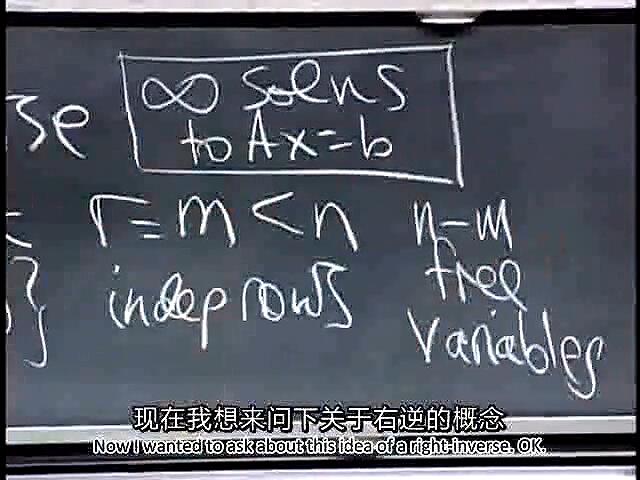 ∞ solns
se to Ax=b
r=m<n n-m
indep rows free
} variables
现在我想来问下关于右逆的概念
Now I wanted to ask about this idea of a right-inverse. OK.